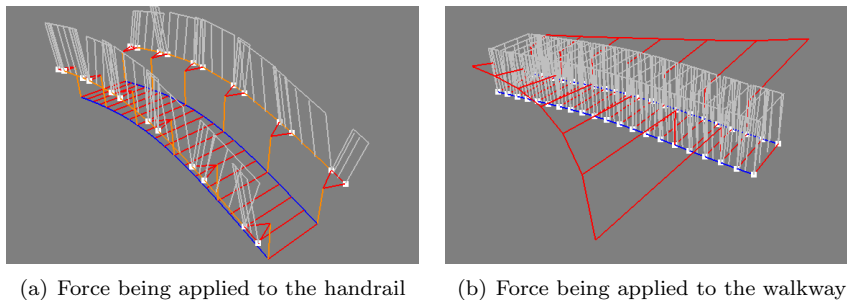 (a) Force being applied to the handrail
(b) Force being applied to the walkway